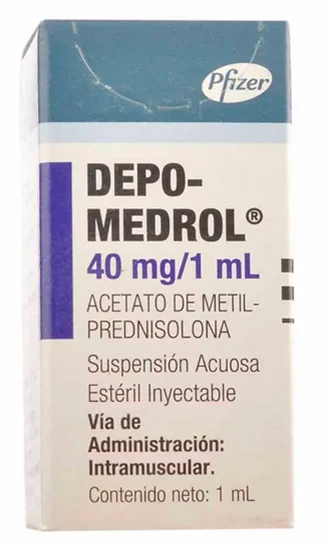 Pfizer
DEPO-
MEDROL®
40 mg/1 mL
ACETATO DE METIL-
PREDNISOLONA
Suspensión Acuosa
Estéril Inyectable
Vía de
Administración:
Intramuscular.
Contenido neto: 1 mL